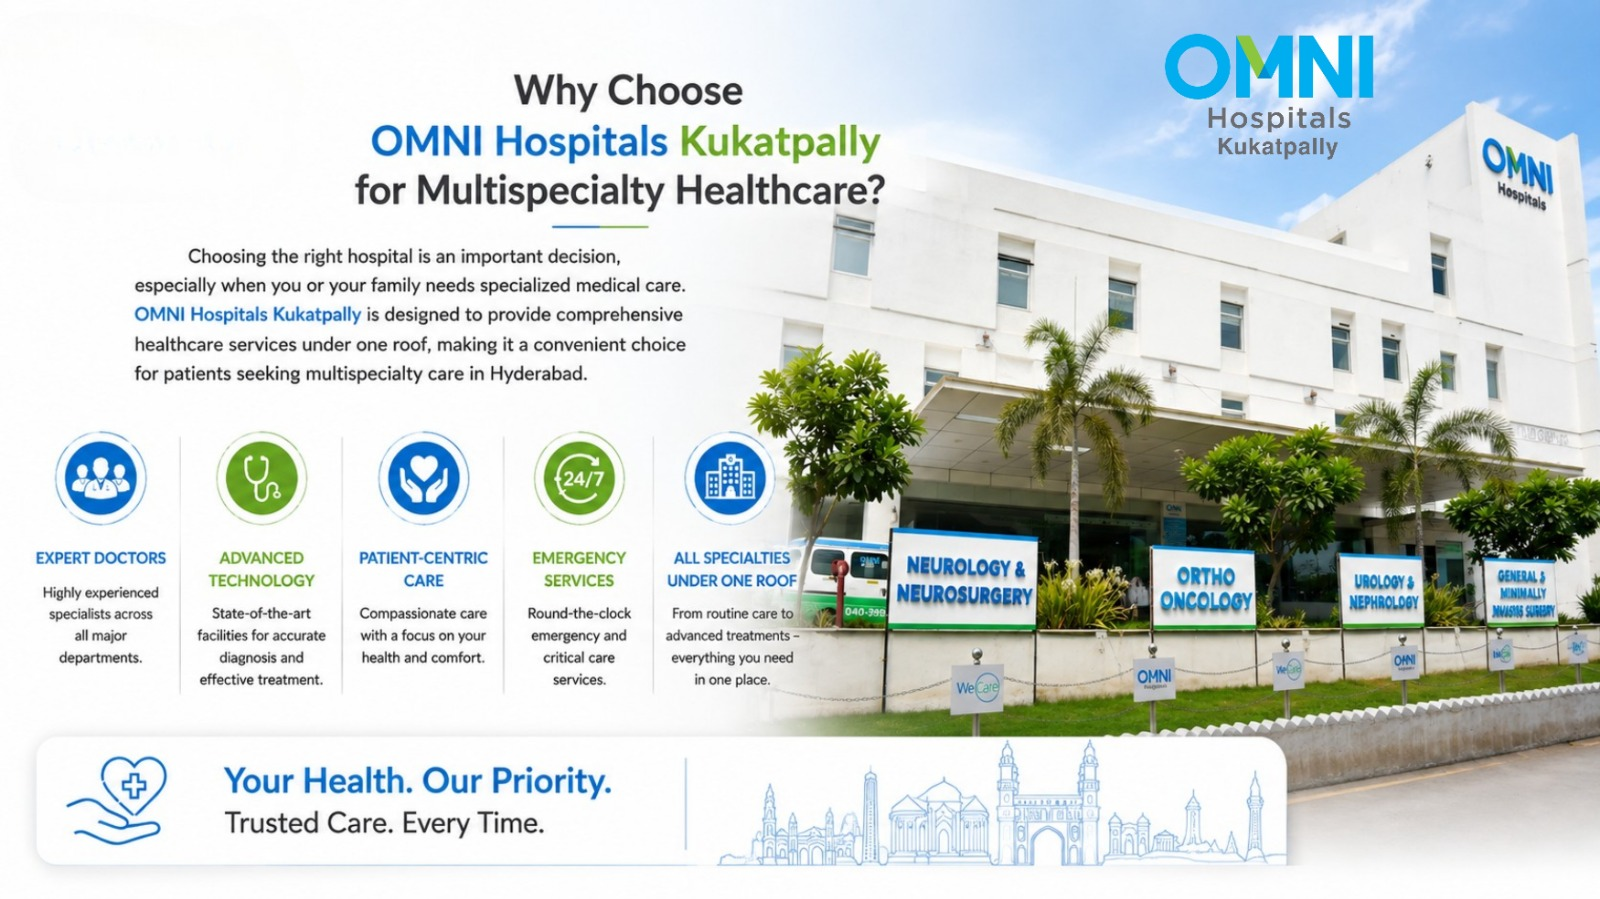 Why Choose
OMNI Hospitals Kukatpally
for Multispecialty Healthcare?
Choosing the right hospital is an important decision,
especially when you or your family needs specialized medical care.
OMNI Hospitals Kukatpally is designed to provide comprehensive
healthcare services under one roof, making it a convenient choice
for patients seeking multispecialty care in Hyderabad.
EXPERT DOCTORS
Highly experienced
specialists across
all major
departments.
ADVANCED
TECHNOLOGY
State-of-the-art
facilities for accurate
diagnosis and
effective treatment.
PATIENT-CENTRIC
CARE
Compassionate care
with a focus on your
health and comfort.
24/7
EMERGENCY
SERVICES
Round-the-clock
emergency and
critical care
services.
ALL SPECIALTIES
UNDER ONE ROOF
From routine care to
advanced treatments –
everything you need
in one place.
Your Health. Our Priority.
Trusted Care. Every Time.
OMNI
Hospitals
Kukatpally
OMNI
Hospitals
OMNI
NEUROLOGY &
NEUROSURGERY
ORTHO
ONCOLOGY
UROLOGY &
NEPHROLOGY
GENERAL &
MINIMALLY
SURGERY
We Care
OMNI
We Care
OMNI